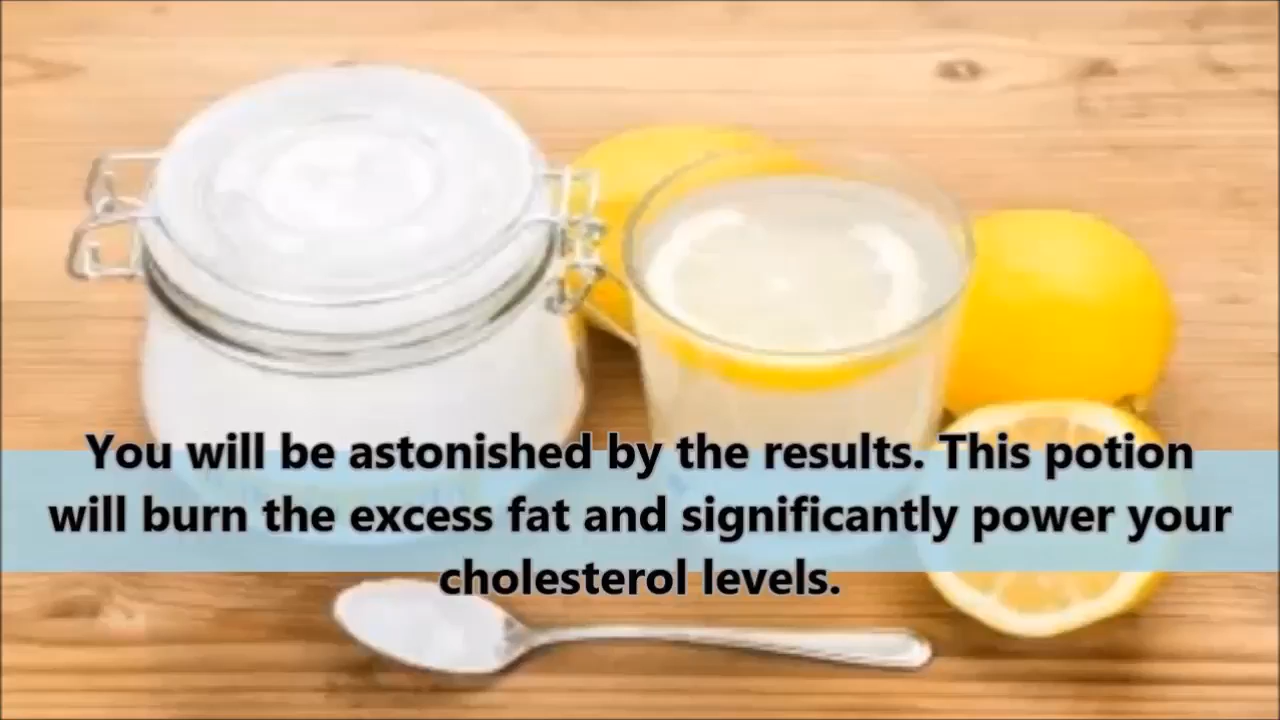 You will be astonished by the results. This potion
will burn the excess fat and significantly power your
cholesterol levels.